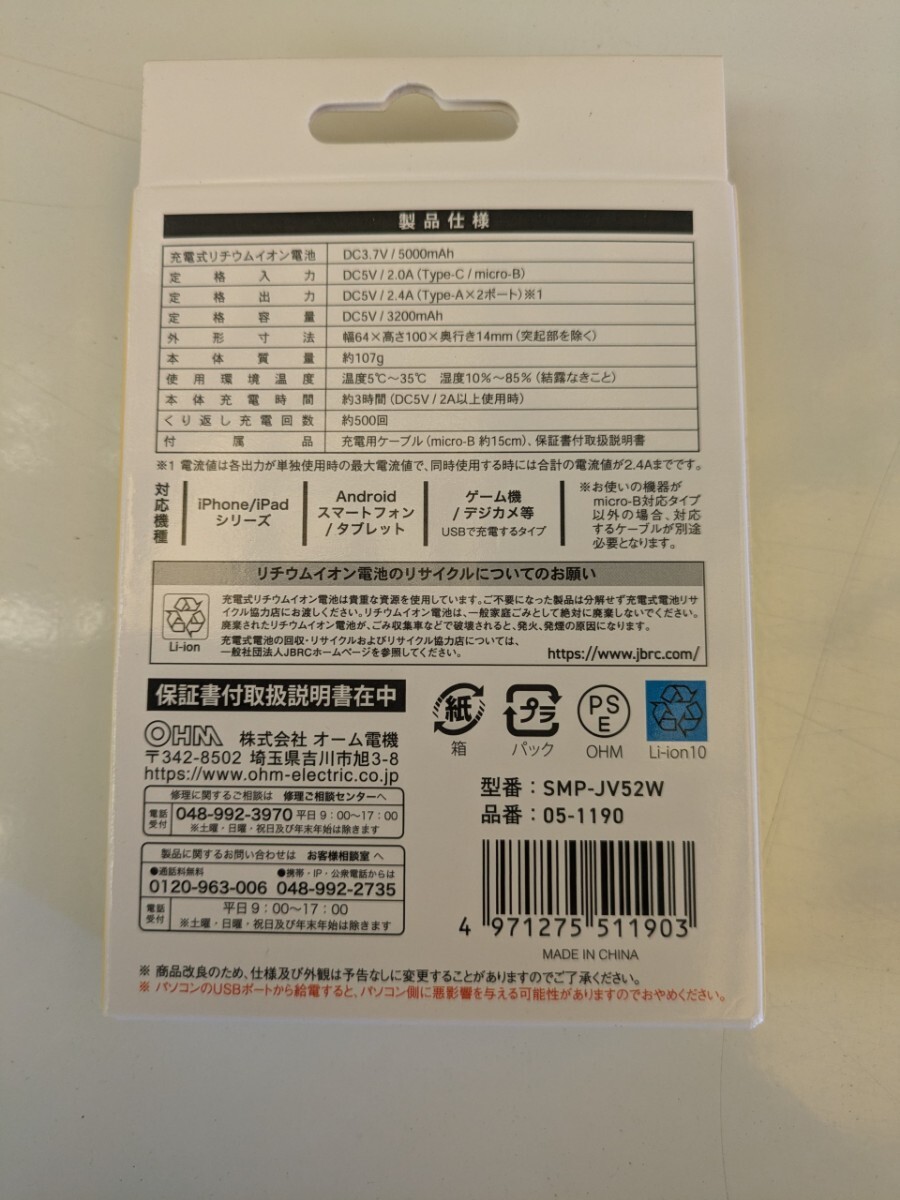 製品仕様
充電式リチウムイオン電池 DC3.7V / 5000mAh
定格入力 DC5V / 2.0A (Type-C / micro-B)
定格出力 DC5V / 2.4A (Type-A×2ポート)※1
定格容量 DC5V / 3200mAh
外形寸法 幅64×高さ100×奥行き14mm (突起部を除く)
本体質量 約107g
使用環境温度 温度5℃～35℃ 湿度10%～85% (結露なきこと)
本体充電時間 約3時間 (DC5V / 2A以上使用時)
くり返し充電回数 約500回
付属品 充電用ケーブル (micro-B 約15cm)、保証書付取扱説明書
※1 電流値は各出力が単独使用時の最大電流値で、同時使用する時には合計の電流値が2.4Aまでです。
対応機種
iPhone/iPad
シリーズ
Android
スマートフォン
/ タブレット
ゲーム機
/ デジカメ等
USBで充電するタイプ
※お使いの機器が
micro-B対応タイプ
以外の場合、対応
するケーブルが別途
必要となります。
リチウムイオン電池のリサイクルについてのお願い
Li-ion
充電式リチウムイオン電池は貴重な資源を使用しています。ご不要になった製品は分解せず充電式電池リサ
イクル協力店にお渡しください。リチウムイオン電池は、一般家庭ごみとして絶対に廃棄しないでください。
廃棄されたリチウムイオン電池が、ごみ収集車などで破壊されると、発火、発煙の原因になります。
充電式電池の回収・リサイクルおよびリサイクル協力店については、
一般社団法人JBRCホームページを参照してください。
https://www.jbrc.com/
保証書付取扱説明書在中
OHM 株式会社 オーム電機
〒342-8502 埼玉県吉川市旭3-8
https://www.ohm-electric.co.jp
修理に関するご相談は 修理ご相談センターへ
電話受付 048-992-3970 平日 9：00～17：00
※土曜・日曜・祝日及び年末年始は除きます
製品に関するお問い合わせは お客様相談室 へ
●通話料無料 ●携帯・IP・公衆電話からは
0120-963-006 048-992-2735
電話受付 平日 9：00～17：00
※土曜・日曜・祝日及び年末年始は除きます
紙
箱
プラ
パック
PSE
OHM
Li-ion10
型番：SMP-JV52W
品番：05-1190
4 971275 511903
MADE IN CHINA
※ 商品改良のため、仕様及び外観は予告なしに変更することがありますのでご了承ください。
※ パソコンのUSBポートから給電すると、パソコン側に悪影響を与える可能性がありますのでおやめください。